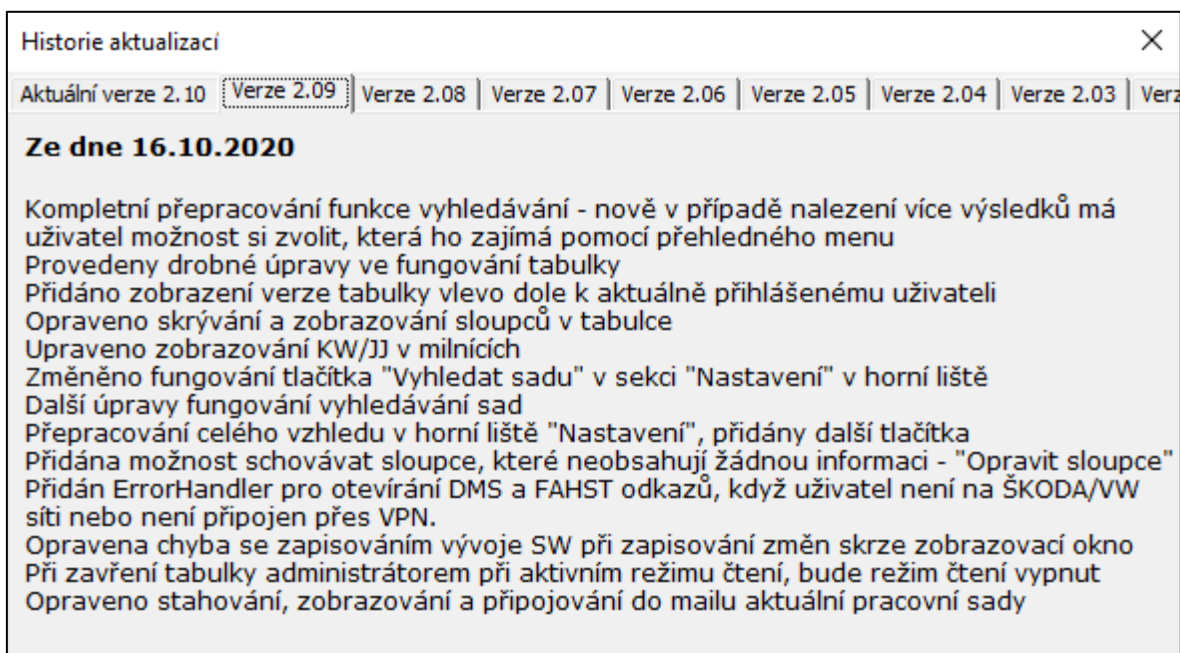 Historie aktualizací
Aktuální verze 2.10 Verze 2.09 Verze 2.08 Verze 2.07 Verze 2.06 Verze 2.05 Verze 2.04 Verze 2.03 Verz
Ze dne 16.10.2020
Kompletní přepracování funkce vyhledávání - nově v případě nalezení více výsledků má
uživatel možnost si zvolit, která ho zajímá pomocí přehledného menu
Provedeny drobné úpravy ve fungování tabulky
Přidáno zobrazení verze tabulky vlevo dole k aktuálně přihlášenému uživateli
Opraveno skrývání a zobrazování sloupců v tabulce
Upraveno zobrazování KW/JJ v milnících
Změněno fungování tlačítka "Vyhledat sadu" v sekci "Nastavení" v horní liště
Další úpravy fungování vyhledávání sad
Přepracování celého vzhledu v horní liště "Nastavení", přidány další tlačítka
Přidána možnost schovávat sloupce, které neobsahují žádnou informaci - "Opravit sloupce"
Přidán ErrorHandler pro otevírání DMS a FAHST odkazů, když uživatel není na ŠKODA/VW
síti nebo není připojen přes VPN.
Opravena chyba se zapisováním vývoje SW při zapisování změn skrze zobrazovací okno
Při zavření tabulky administrátorem při aktivním režimu čtení, bude režim čtení vypnut
Opraveno stahování, zobrazování a připojování do mailu aktuální pracovní sady